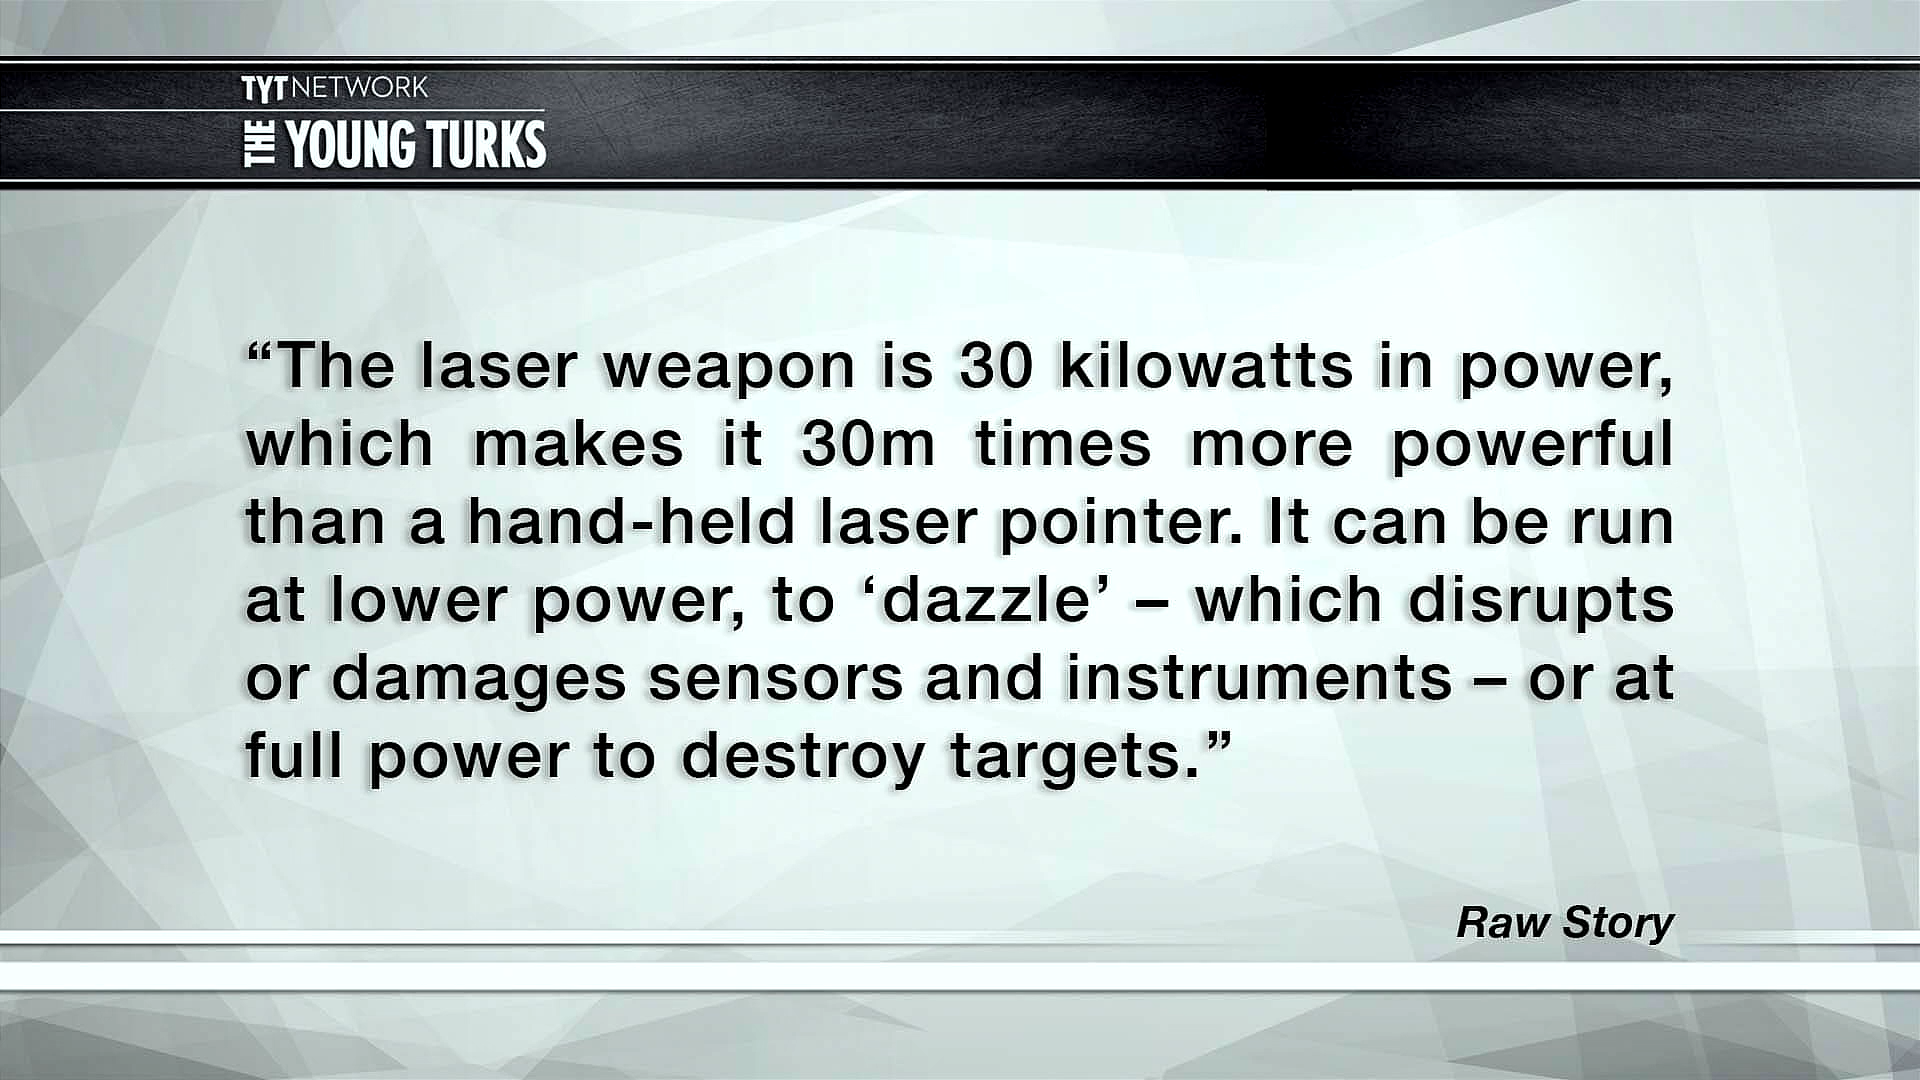 TYTNETWORK
THE YOUNG TURKS
“The laser weapon is 30 kilowatts in power,
which makes it 30m times more powerful
than a hand-held laser pointer. It can be run
at lower power, to ‘dazzle’ – which disrupts
or damages sensors and instruments – or at
full power to destroy targets.”
Raw Story